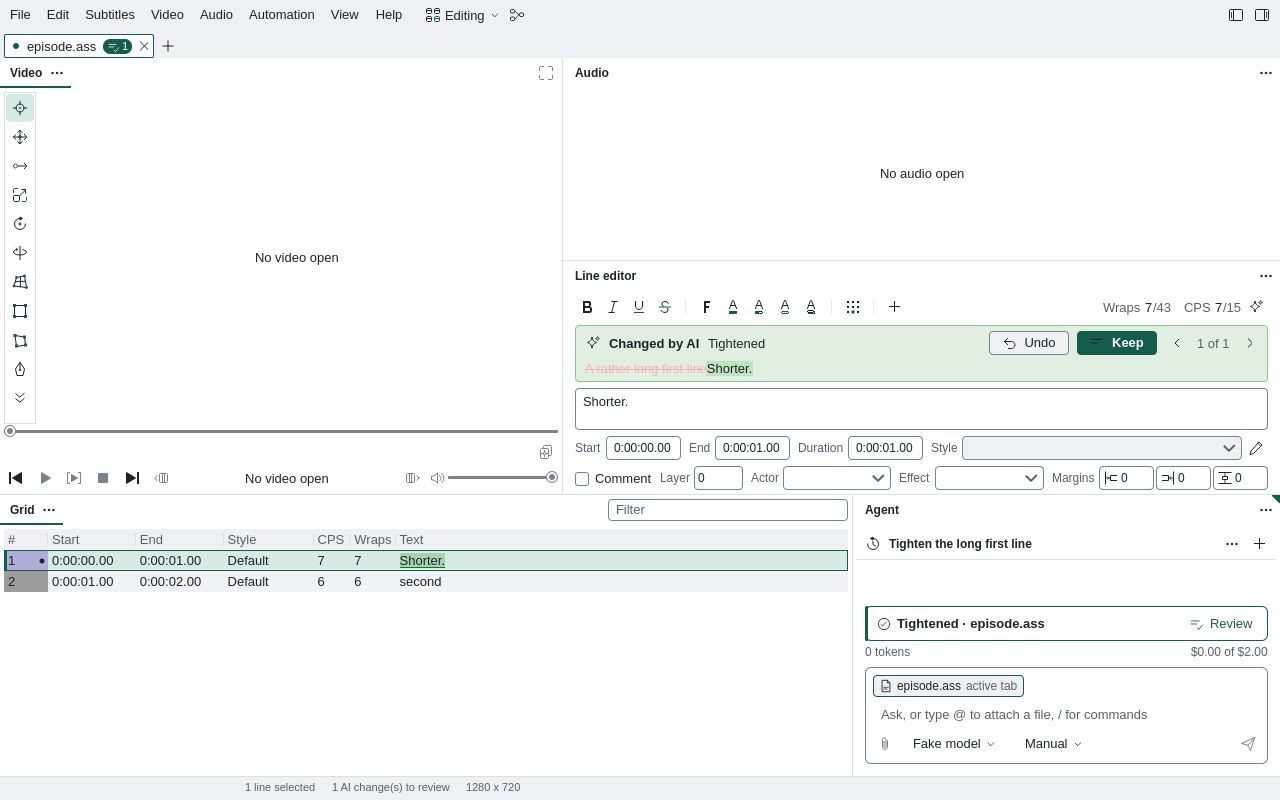 File Edit Subtitles Video Audio Automation View Help Editing
episode.ass 1
Video
Audio
No video open
No audio open
Line editor
B I U S F A A A A
Wraps 7/43 CPS 7/15
Changed by AI Tightened Undo Keep 1 of 1
A rather long first lineShorter.
Shorter.
Start 0:00:00.00 End 0:00:01.00 Duration 0:00:01.00 Style
Comment Layer 0 Actor Effect Margins 0 0 0
No video open
Grid
Filter
# Start End Style CPS Wraps Text
1 0:00:00.00 0:00:01.00 Default 7 7 Shorter.
2 0:00:01.00 0:00:02.00 Default 6 6 second
Agent
Tighten the long first line
Tightened · episode.ass Review
0 tokens $0.00 of $2.00
episode.ass active tab
Ask, or type @ to attach a file, / for commands
Fake model Manual
1 line selected 1 AI change(s) to review 1280 x 720